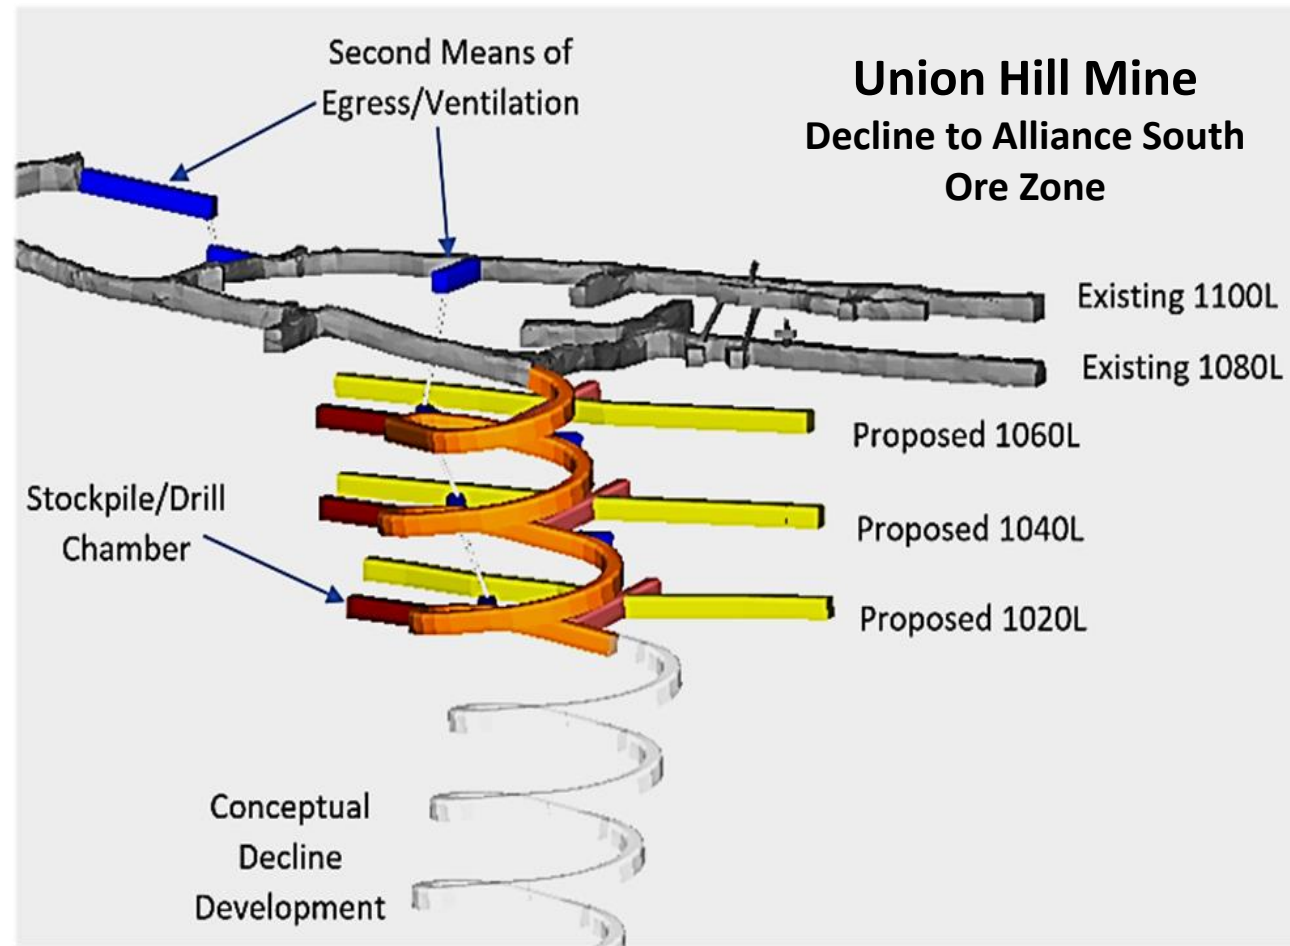 Second Means of
Egress/Ventilation
Union Hill Mine
Decline to Alliance South
Ore Zone
Existing 1100L
Existing 1080L
Proposed 1060L
Stockpile/Drill
Chamber
Proposed 1040L
Proposed 1020L
Conceptual
Decline
Development